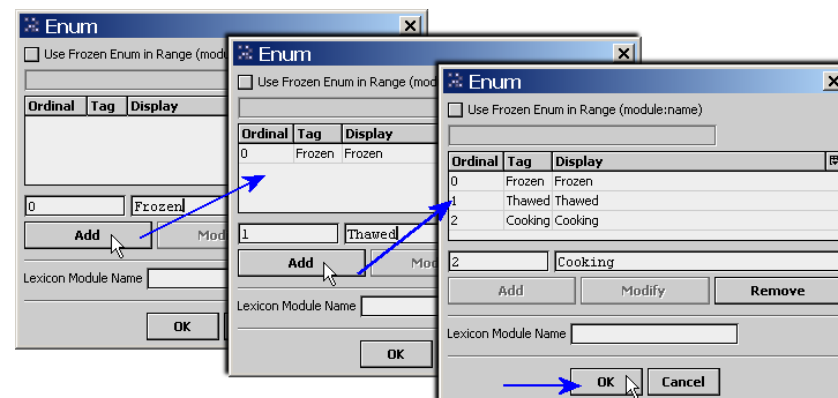 Enum
Use Frozen Enum in Range (modu
Ordinal Tag Display
0 Frozen
Add Mod
Lexicon Module Name
OK
Enum
Use Frozen Enum in Range (mod
Ordinal Tag Display
0 Frozen Frozen
1 Thawed
Add Mod
Lexicon Module Name
OK
Enum
Use Frozen Enum in Range (module:name)
Ordinal Tag Display
0 Frozen Frozen
1 Thawed Thawed
2 Cooking Cooking
2 Cooking
Add Modify Remove
Lexicon Module Name
OK Cancel